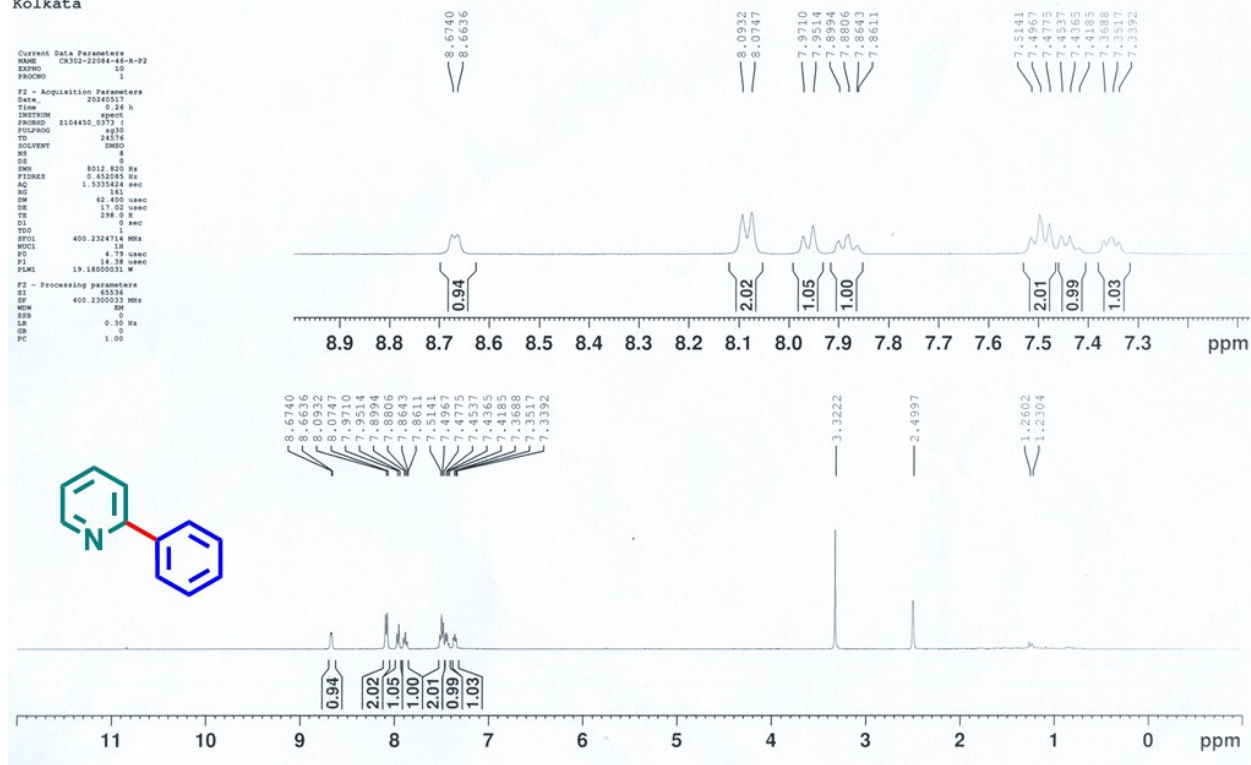 Kolkata
Current Data Parameters
NAME CR302-22084-46-R-P2
EXPNO 10
PROCNO 1
F2 - Acquisition Parameters
Date_ 20240517
Time 0.26 h
INSTRUM spect
PROBHD Z104450_0373 (
PULPROG zg30
TD 24576
SOLVENT DMSO
NS 8
DS 0
SWH 8012.820 Hz
FIDRES 0.652085 Hz
AQ 1.5335424 sec
RG 161
DW 62.400 usec
DE 17.02 usec
TE 298.0 K
D1 0 sec
TD0 1
SFO1 400.2324714 MHz
NUC1 1H
P0 4.79 usec
P1 14.38 usec
PLW1 19.18000031 W
F2 - Processing parameters
SI 65536
SF 400.2300033 MHz
WDW EM
SSB 0
LB 0.30 Hz
GB 0
PC 1.00
8.6740
8.6636
8.0932
8.0747
7.9710
7.9514
7.8994
7.8806
7.8643
7.8611
7.5141
7.4967
7.4775
7.4537
7.4365
7.4185
7.3688
7.3517
7.3392
0.94 2.02 1.05 1.00 2.01 0.99 1.03
8.9 8.8 8.7 8.6 8.5 8.4 8.3 8.2 8.1 8.0 7.9 7.8 7.7 7.6 7.5 7.4 7.3 ppm
8.6740
8.6636
8.0932
8.0747
7.9710
7.9514
7.8994
7.8806
7.8643
7.8611
7.5141
7.4967
7.4775
7.4537
7.4365
7.4185
7.3688
7.3517
7.3392
3.3222
2.4997
1.2602
1.2304
N
0.94 2.02 1.05 1.00 2.01 0.99 1.03
11 10 9 8 7 6 5 4 3 2 1 0 ppm